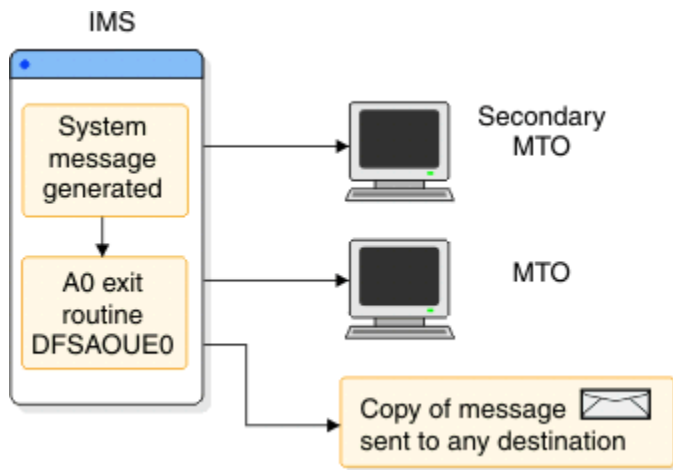 IMS
System
message
generated
A0 exit
routine
DFSAOUE0
Secondary
MTO
MTO
Copy of message
sent to any destination